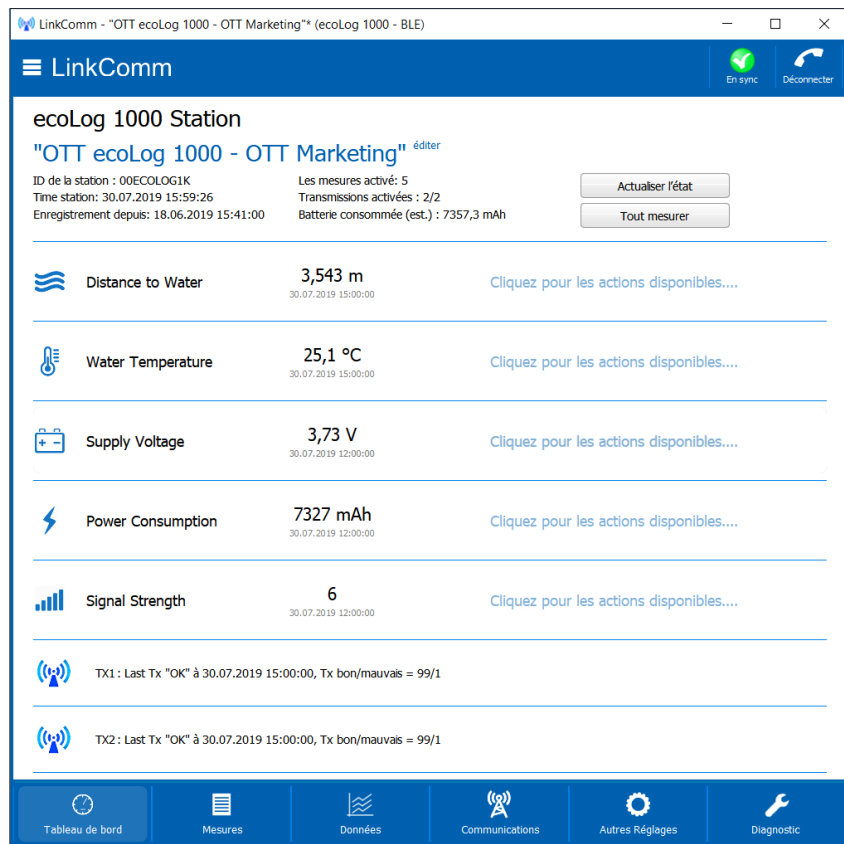 LinkComm - "OTT ecoLog 1000 - OTT Marketing"* (ecoLog 1000 - BLE)
LinkComm
En sync
Déconnecter
ecoLog 1000 Station
"OTT ecoLog 1000 - OTT Marketing" éditer
ID de la station : 00ECOLOG1K
Time station: 30.07.2019 15:59:26
Enregistrement depuis: 18.06.2019 15:41:00
Les mesures activé: 5
Transmissions activées : 2/2
Batterie consommée (est.) : 7357,3 mAh
Actualiser l'état
Tout mesurer
Distance to Water
3,543 m
30.07.2019 15:00:00
Cliquez pour les actions disponibles....
Water Temperature
25,1 °C
30.07.2019 15:00:00
Cliquez pour les actions disponibles....
Supply Voltage
3,73 V
30.07.2019 12:00:00
Cliquez pour les actions disponibles....
Power Consumption
7327 mAh
30.07.2019 12:00:00
Cliquez pour les actions disponibles....
Signal Strength
6
30.07.2019 12:00:00
Cliquez pour les actions disponibles....
TX1 : Last Tx "OK" à 30.07.2019 15:00:00, Tx bon/mauvais = 99/1
TX2 : Last Tx "OK" à 30.07.2019 15:00:00, Tx bon/mauvais = 99/1
Tableau de bord
Mesures
Données
Communications
Autres Réglages
Diagnostic